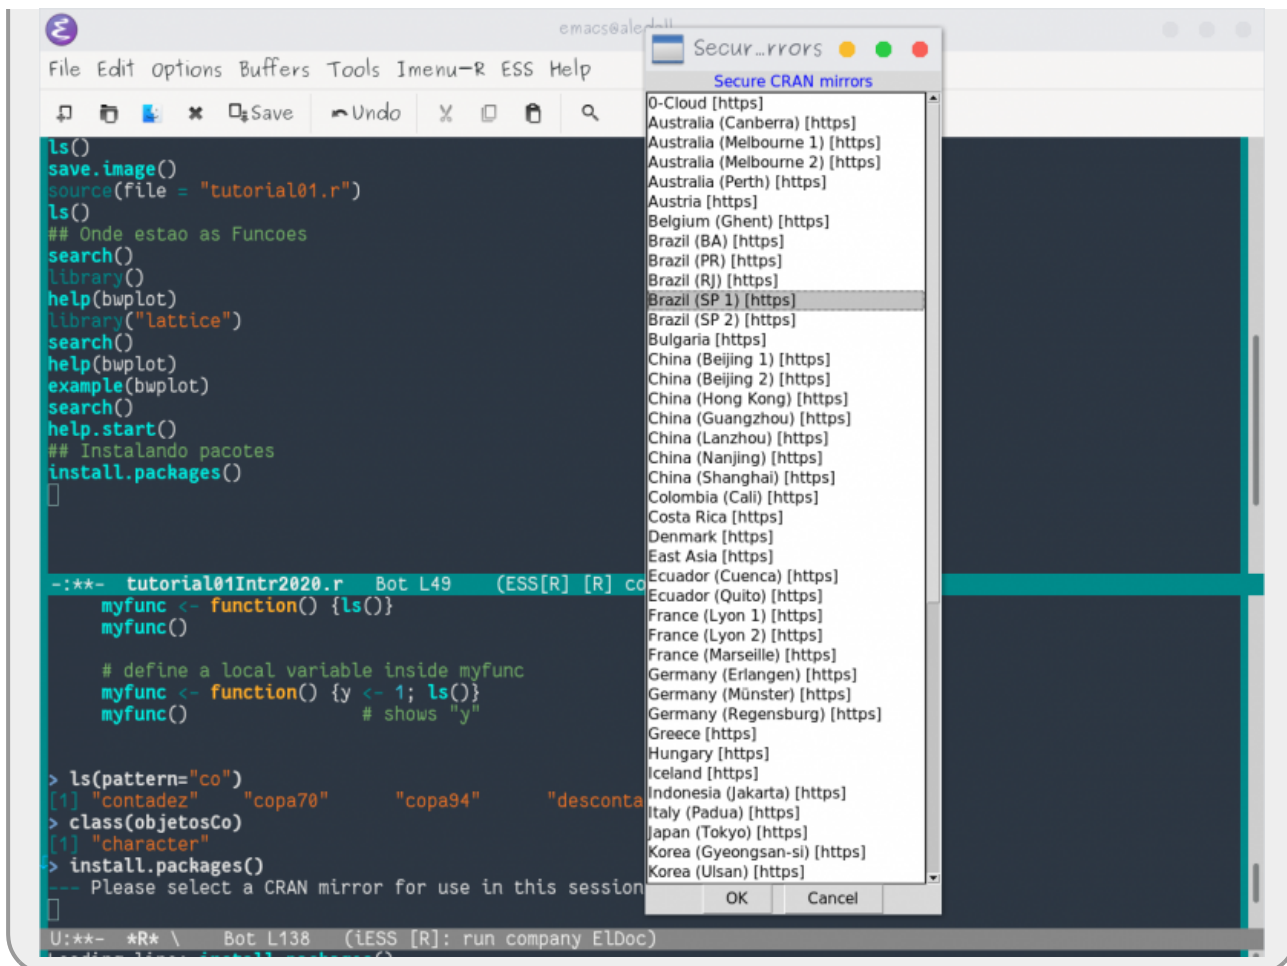 emacs@ale
File Edit Options Buffers Tools Imenu-R ESS Help
Save Undo
ls()
save.image()
source(file = "tutorial01.r")
ls()
## Onde estao as Funcoes
search()
library()
help(bwplot)
library("lattice")
search()
help(bwplot)
example(bwplot)
search()
help.start()
## Instalando pacotes
install.packages()
-:**- tutorial01Intr2020.r Bot L49 (ESS[R] [R] co
myfunc <- function() {ls()}
myfunc()
# define a local variable inside myfunc
myfunc <- function() {y <- 1; ls()}
myfunc() # shows "y"
> ls(pattern="co")
[1] "contadez" "copa70" "copa94" "desconta
> class(objetosCo)
[1] "character"
> install.packages()
--- Please select a CRAN mirror for use in this session
U:**- *R* \ Bot L138 (iESS [R]: run company ElDoc)
Secur...rrors
Secure CRAN mirrors
0-Cloud [https]
Australia (Canberra) [https]
Australia (Melbourne 1) [https]
Australia (Melbourne 2) [https]
Australia (Perth) [https]
Austria [https]
Belgium (Ghent) [https]
Brazil (BA) [https]
Brazil (PR) [https]
Brazil (RJ) [https]
Brazil (SP 1) [https]
Brazil (SP 2) [https]
Bulgaria [https]
China (Beijing 1) [https]
China (Beijing 2) [https]
China (Hong Kong) [https]
China (Guangzhou) [https]
China (Lanzhou) [https]
China (Nanjing) [https]
China (Shanghai) [https]
Colombia (Cali) [https]
Costa Rica [https]
Denmark [https]
East Asia [https]
Ecuador (Cuenca) [https]
Ecuador (Quito) [https]
France (Lyon 1) [https]
France (Lyon 2) [https]
France (Marseille) [https]
Germany (Erlangen) [https]
Germany (Münster) [https]
Germany (Regensburg) [https]
Greece [https]
Hungary [https]
Iceland [https]
Indonesia (Jakarta) [https]
Italy (Padua) [https]
Japan (Tokyo) [https]
Korea (Gyeongsan-si) [https]
Korea (Ulsan) [https]
OK Cancel